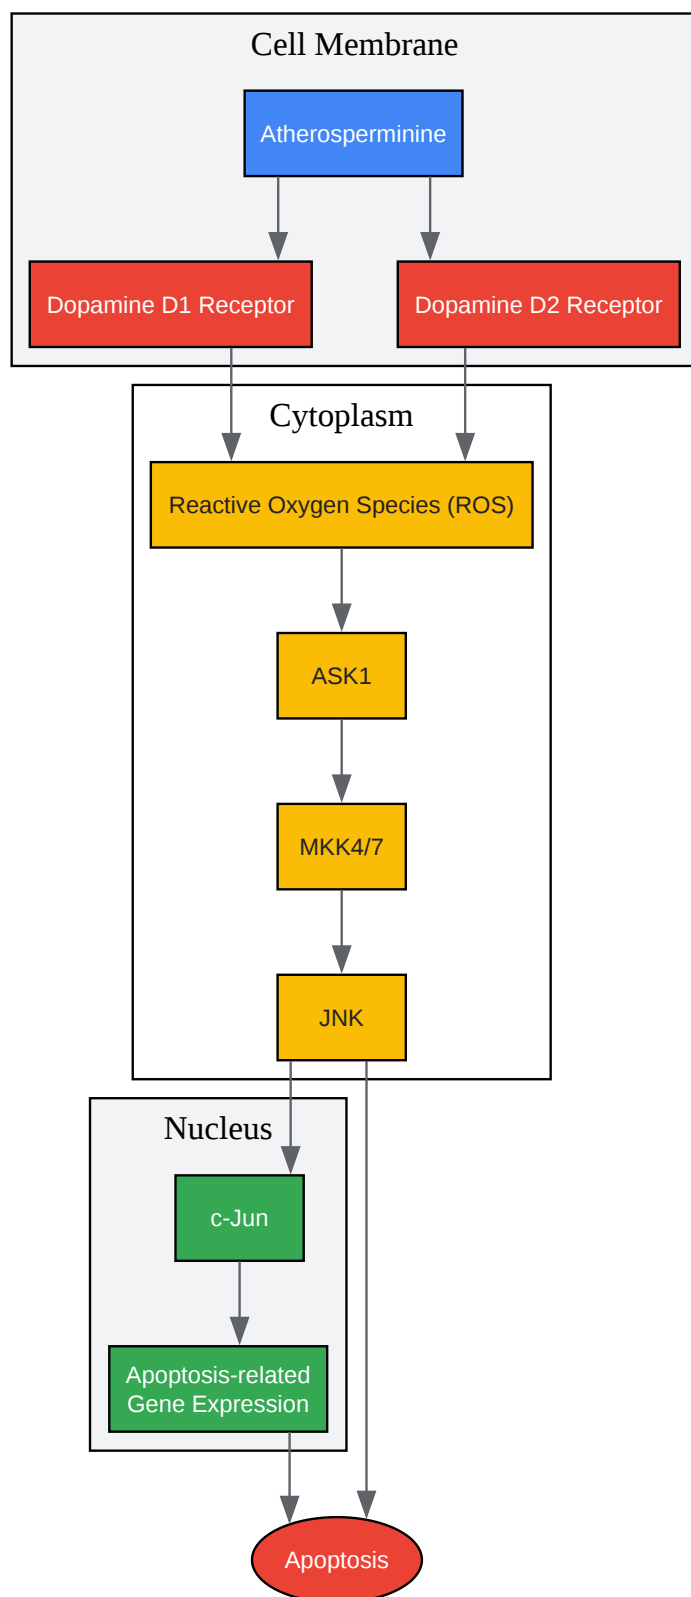 Cell Membrane
Atherosperminine
Dopamine D1 Receptor
Dopamine D2 Receptor
Cytoplasm
Reactive Oxygen Species (ROS)
ASK1
MKK4/7
JNK
Nucleus
c-Jun
Apoptosis-related
Gene Expression
Apoptosis